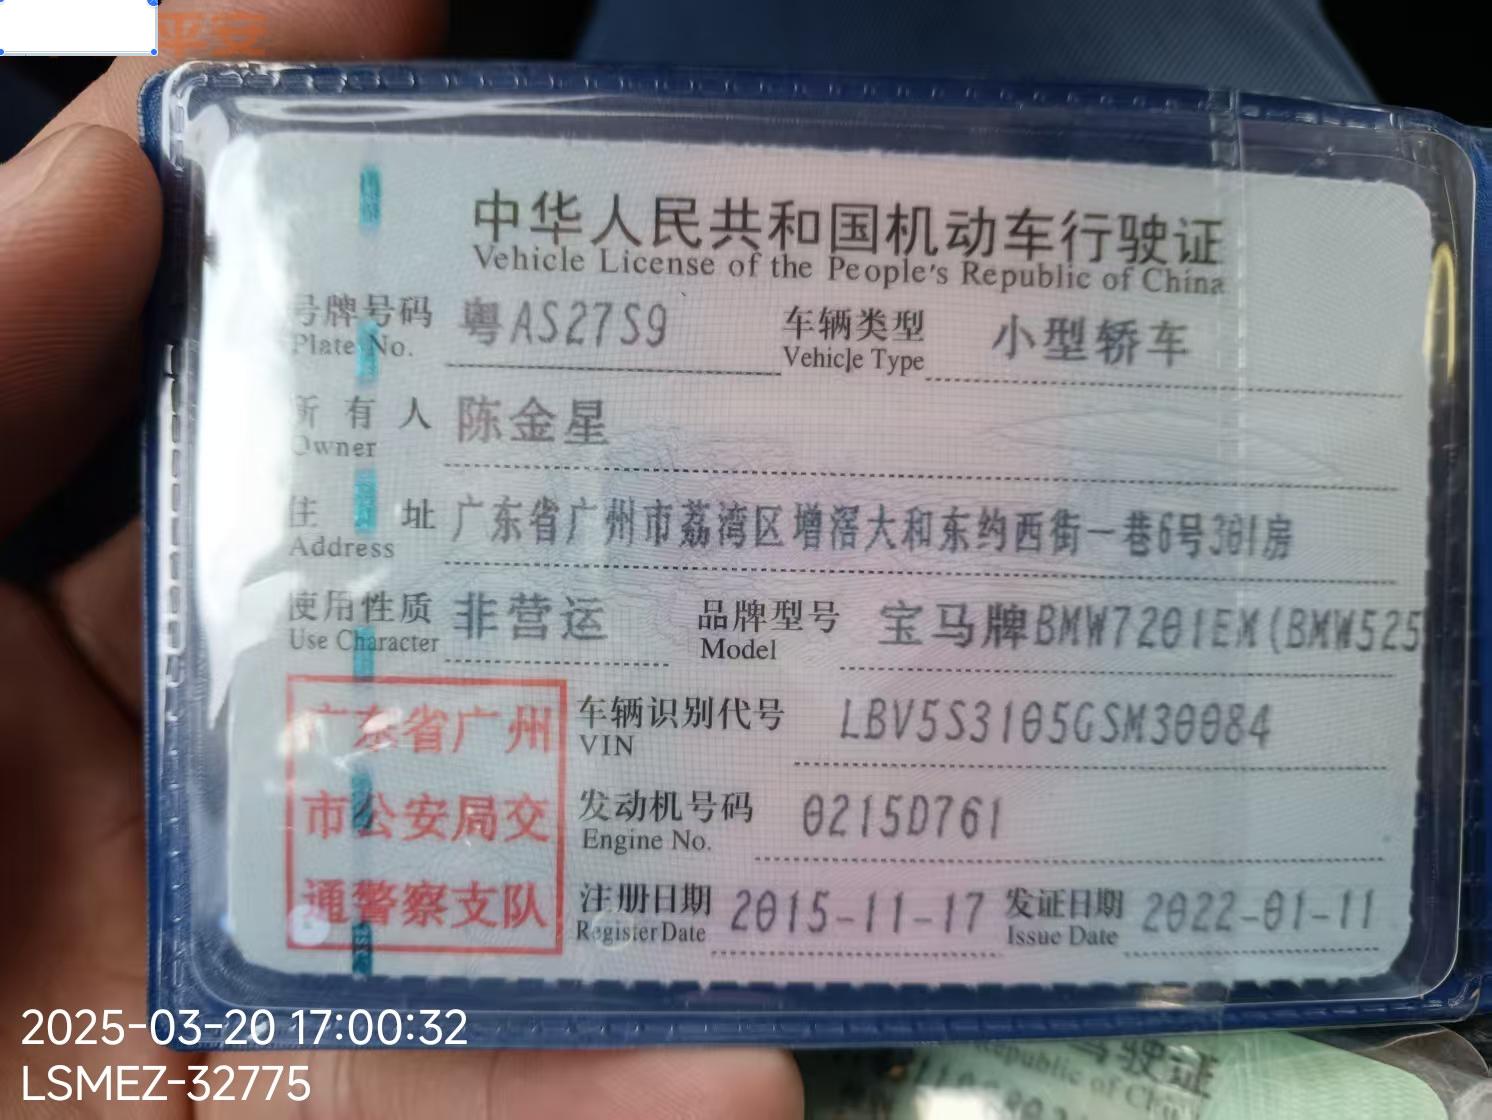 平安
中华人民共和国机动车行驶证
Vehicle License of the People's Republic of China
号牌号码 粤AS27S9 车辆类型 小型轿车
Plate No. Vehicle Type
所有人 陈金星
Owner
住址 广东省广州市荔湾区增滘大和东约西街一巷6号301房
Address
使用性质 非营运 品牌型号 宝马牌BMW7201EM(BMW525
Use Character Model
广东省广州
市公安局交
通警察支队
车辆识别代号 LBV5S3105GSM30084
VIN
发动机号码 0215D761
Engine No.
注册日期 2015-11-17 发证日期 2022-01-11
Register Date Issue Date
2025-03-20 17:00:32
LSMEZ-32775
驾驶证
Republic of Chi